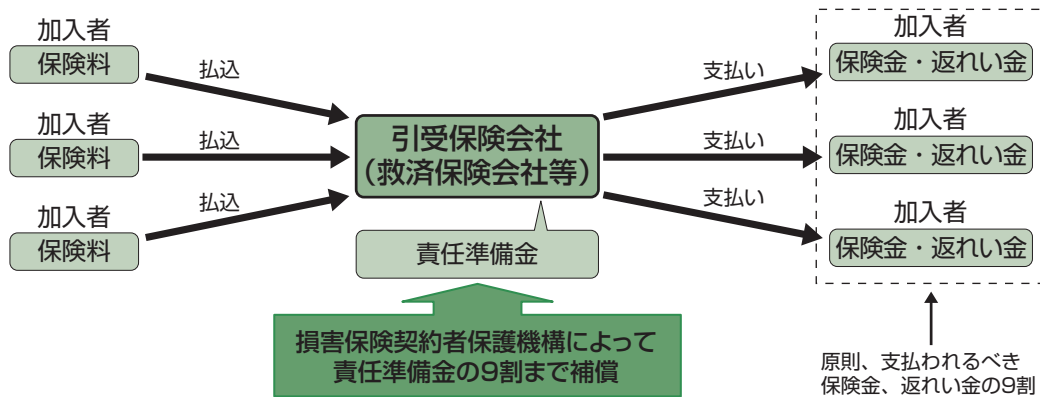 加入者
保険料
払込
加入者
保険料
払込
加入者
保険料
払込
引受保険会社
（救済保険会社等）
責任準備金
損害保険契約者保護機構によって
責任準備金の9割まで補償
支払い
加入者
保険金・返れい金
支払い
加入者
保険金・返れい金
支払い
加入者
保険金・返れい金
原則、支払われるべき
保険金、返れい金の9割